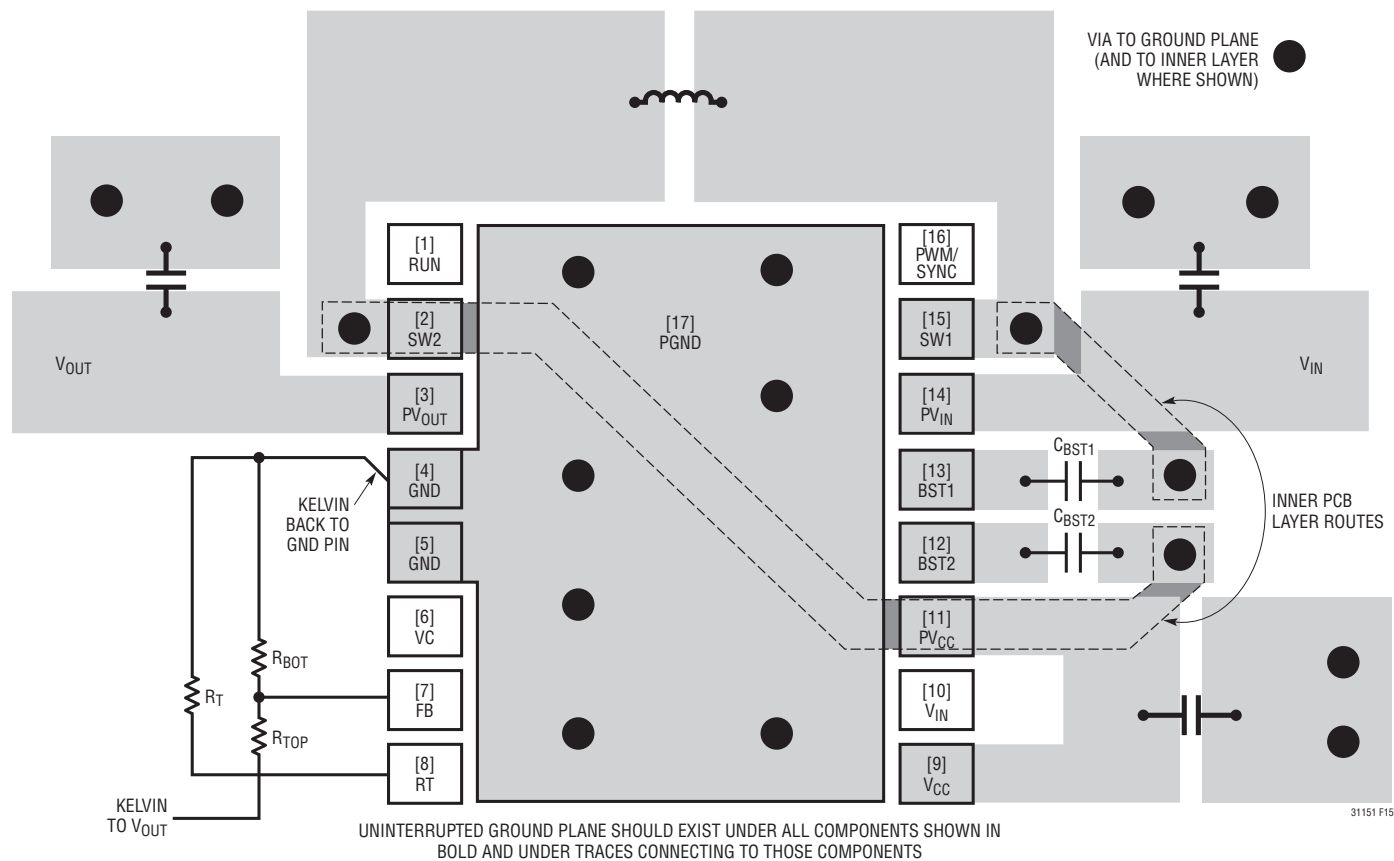 VIA TO GROUND PLANE
(AND TO INNER LAYER
WHERE SHOWN)
[1]
RUN
[16]
PWM/
SYNC
[2]
SW2
[17]
PGND
[15]
SW1
VOUT
VIN
[3]
PVOUT
[14]
PVIN
[4]
GND
CBST1
[13]
BST1
KELVIN
BACK TO
GND PIN
INNER PCB
LAYER ROUTES
[5]
GND
CBST2
[12]
BST2
[6]
VC
[11]
PVCC
RBOT
RT
[7]
FB
[10]
VIN
RTOP
[8]
RT
[9]
VCC
KELVIN
TO VOUT
31151 F15
UNINTERRUPTED GROUND PLANE SHOULD EXIST UNDER ALL COMPONENTS SHOWN IN
BOLD AND UNDER TRACES CONNECTING TO THOSE COMPONENTS